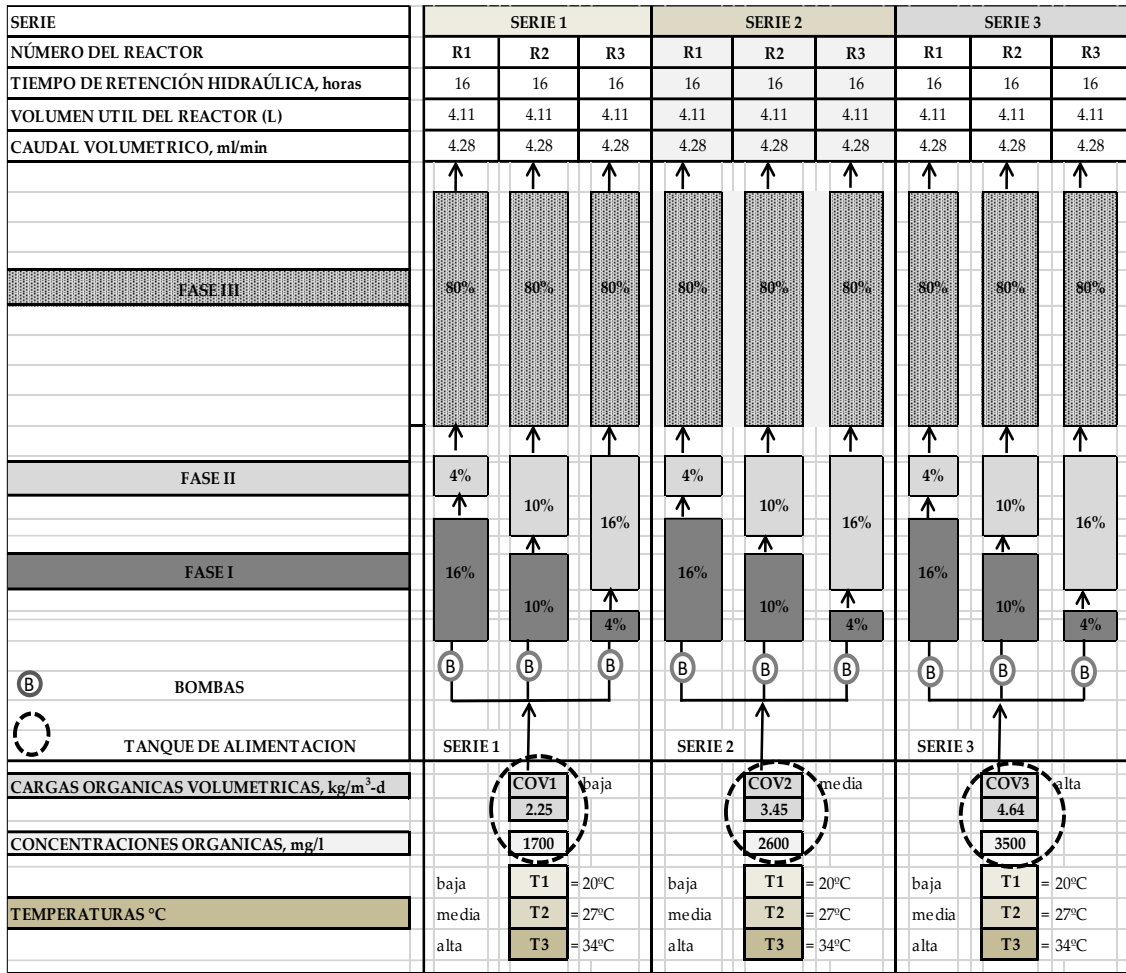 SERIE SERIE 1 SERIE 2 SERIE 3
NÚMERO DEL REACTOR R1 R2 R3 R1 R2 R3 R1 R2 R3
TIEMPO DE RETENCIÓN HIDRAÚLICA, horas 16 16 16 16 16 16 16 16 16
VOLUMEN UTIL DEL REACTOR (L) 4.11 4.11 4.11 4.11 4.11 4.11 4.11 4.11 4.11
CAUDAL VOLUMETRICO, ml/min 4.28 4.28 4.28 4.28 4.28 4.28 4.28 4.28 4.28
FASE III 80% 80% 80% 80% 80% 80% 80% 80% 80%
FASE II 4% 4% 4%
10% 10% 10%
16% 16% 16%
FASE I 16% 16% 16%
10% 10% 10%
4% 4% 4%
B B B B B B B B B
B BOMBAS
TANQUE DE ALIMENTACION SERIE 1 SERIE 2 SERIE 3
CARGAS ORGANICAS VOLUMETRICAS, kg/m³-d COV1 baja COV2 media COV3 alta
2.25 3.45 4.64
CONCENTRACIONES ORGANICAS, mg/l 1700 2600 3500
baja T1 = 20ºC baja T1 = 20ºC baja T1 = 20ºC
TEMPERATURAS °C media T2 = 27ºC media T2 = 27ºC media T2 = 27ºC
alta T3 = 34ºC alta T3 = 34ºC alta T3 = 34ºC